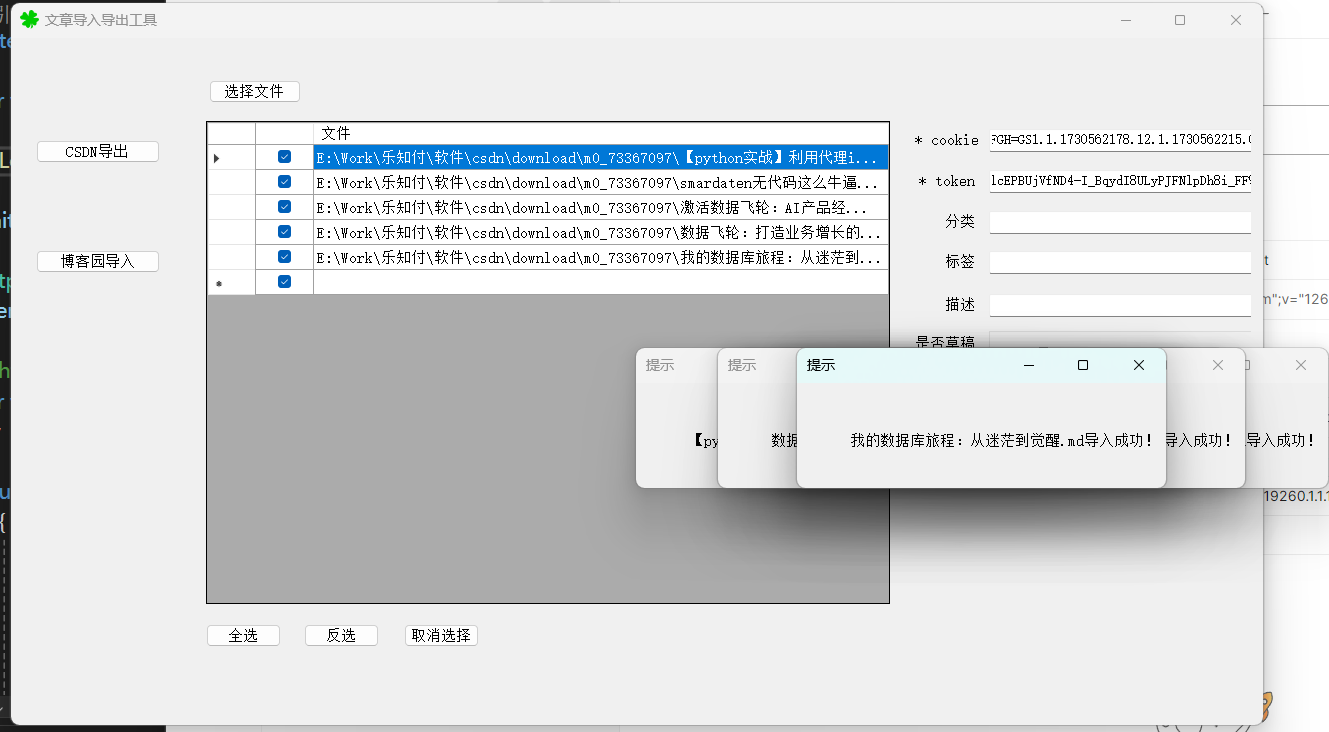 文章导入导出工具
选择文件
CSDN导出
博客园导入
文件
E:\Work\乐知付\软件\csdn\download\m0_73367097\【python实战】利用代理i...
E:\Work\乐知付\软件\csdn\download\m0_73367097\smardaten无代码这么牛逼...
E:\Work\乐知付\软件\csdn\download\m0_73367097\激活数据飞轮：AI产品经...
E:\Work\乐知付\软件\csdn\download\m0_73367097\数据飞轮：打造业务增长的...
E:\Work\乐知付\软件\csdn\download\m0_73367097\我的数据库旅程：从迷茫到...
* cookie FGH=GS1.1.1730562178.12.1.1730562215.0
* token lcEPBUjVfND4-I_BqydI8ULyPJFNlpDh8i_FF9
分类
标签
描述
是否草稿
提示
提示
提示
【py
数据
我的数据库旅程：从迷茫到觉醒.md导入成功！
导入成功！
导入成功！
全选
反选
取消选择
m";v="126
19260.1.1.1